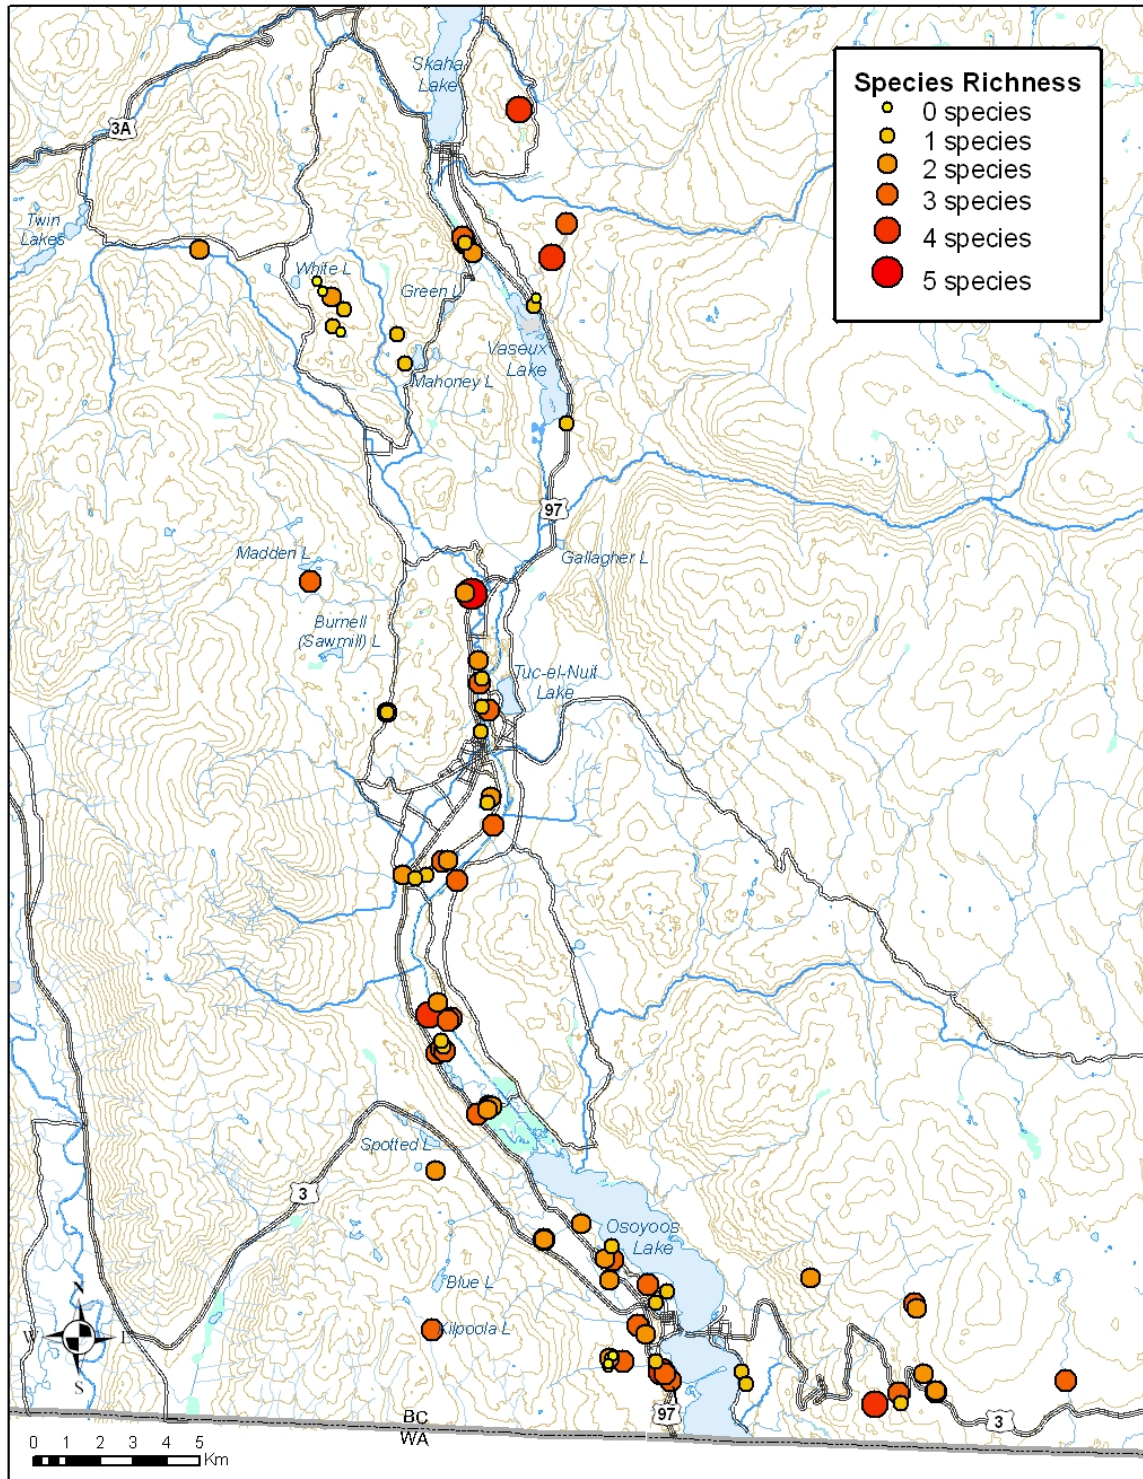 Skaha
Lake
Species Richness
0 species
1 species
2 species
3 species
4 species
5 species
3A
Twin
Lakes
White L
Green L
Vaseux
Lake
Mahoney L
97
Madden L
Gallagher L
Burnell
(Sawmill) L
Tuc-el-Nuit
Lake
Spotted L
3
Osoyoos
Lake
Blue L
Kilpoola L
N
W
E
S
97
3
BC
WA
0 1 2 3 4 5
Km